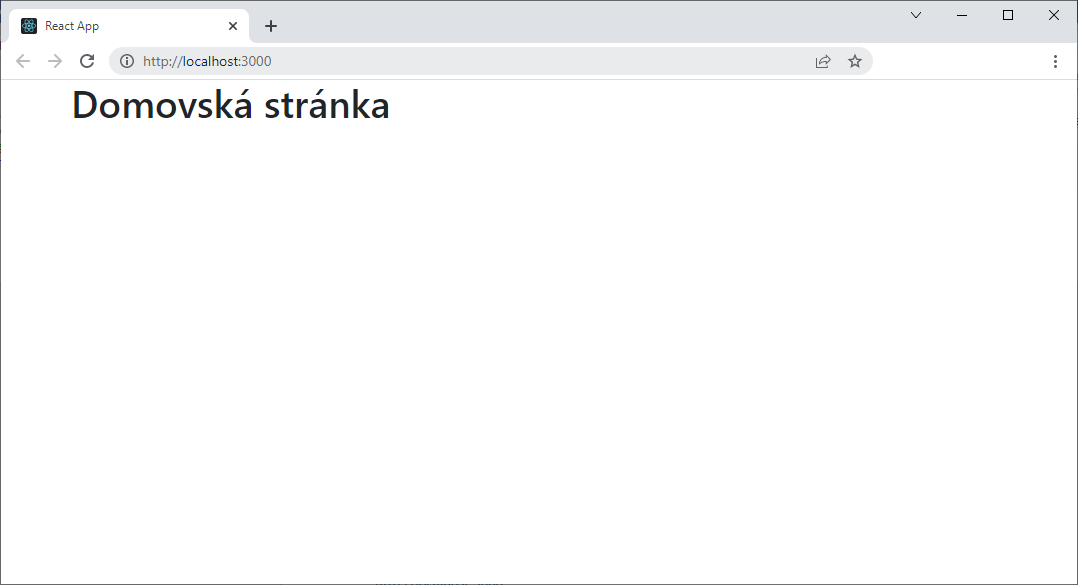 React App
http://localhost:3000
Domovská stránka